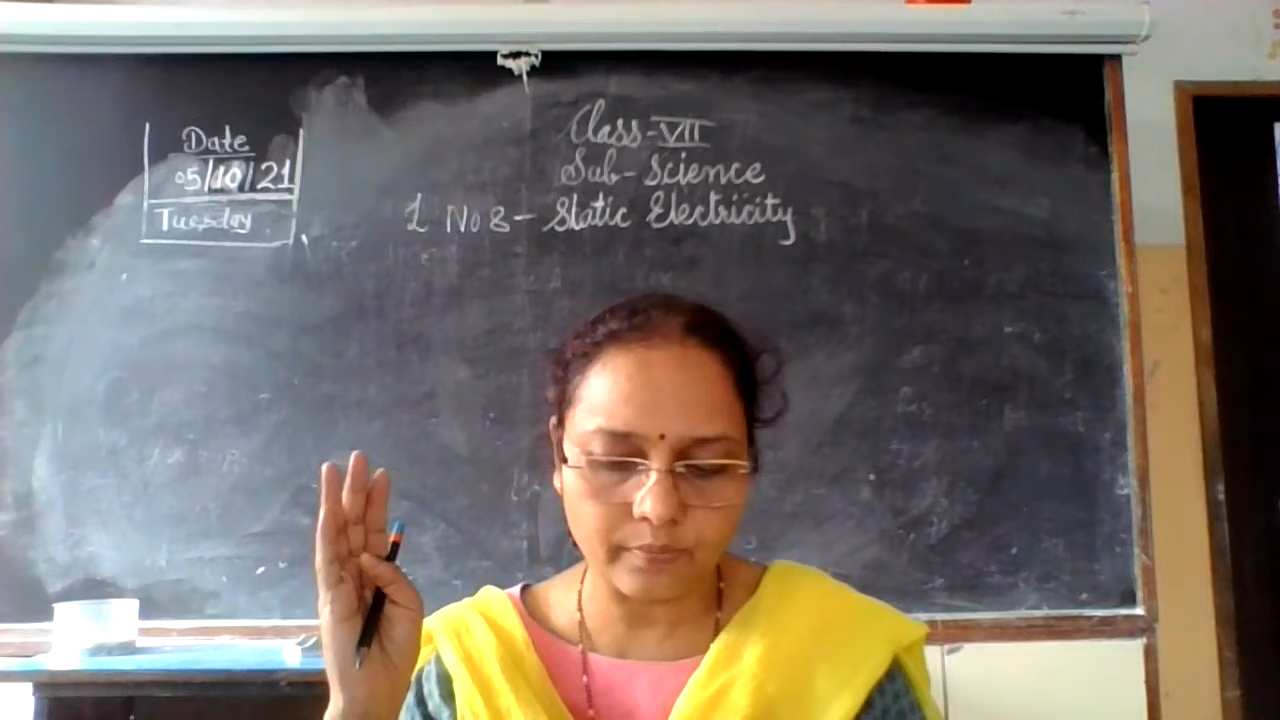 Date
05/10/21
Tuesday
Class-VII
Sub-Science
L No 8- Static Electricity